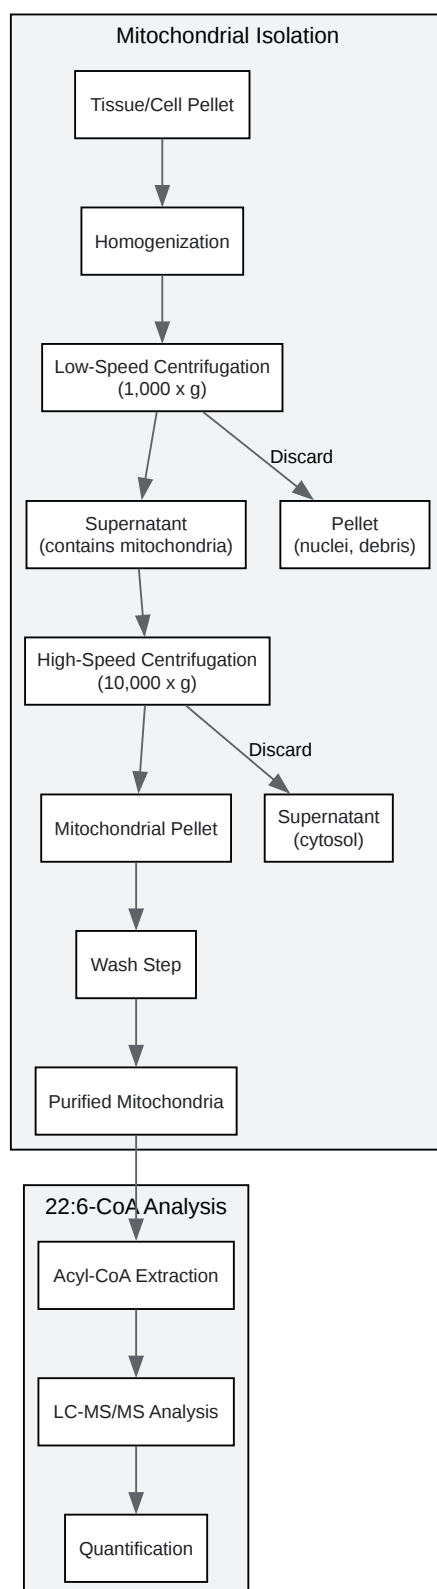 Mitochondrial Isolation
Tissue/Cell Pellet
Homogenization
Low-Speed Centrifugation
(1,000 x g)
Discard
Supernatant
(contains mitochondria)
Pellet
(nuclei, debris)
High-Speed Centrifugation
(10,000 x g)
Discard
Mitochondrial Pellet
Supernatant
(cytosol)
Wash Step
Purified Mitochondria
22:6-CoA Analysis
Acyl-CoA Extraction
LC-MS/MS Analysis
Quantification